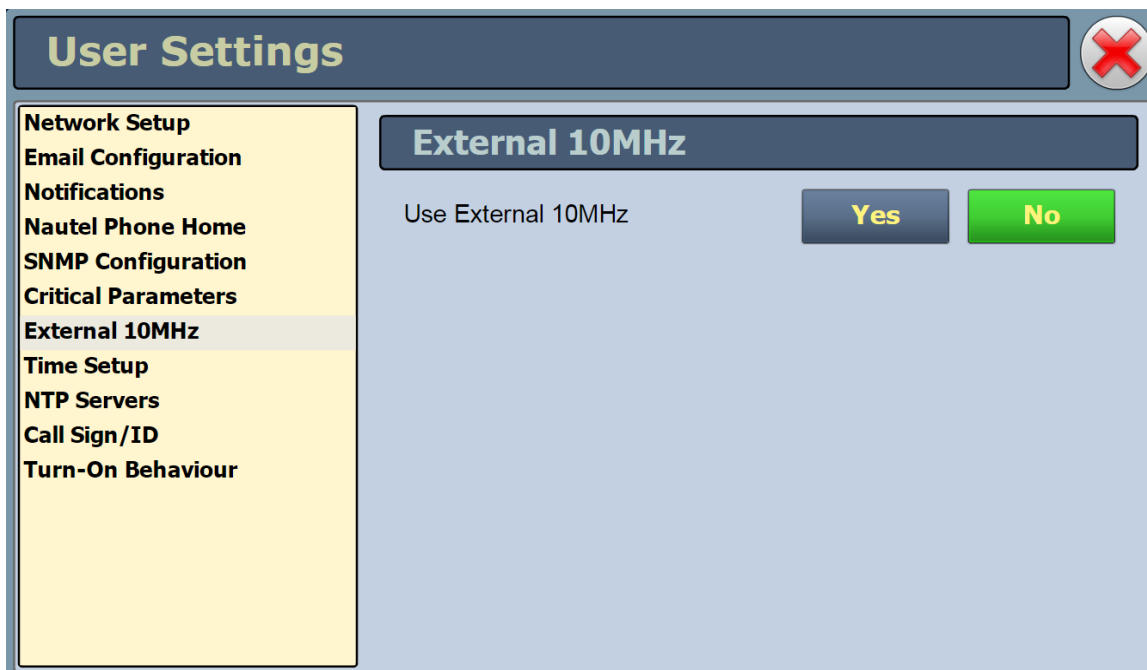 User Settings
Network Setup
Email Configuration
Notifications
Nautel Phone Home
SNMP Configuration
Critical Parameters
External 10MHz
Time Setup
NTP Servers
Call Sign/ID
Turn-On Behaviour
External 10MHz
Use External 10MHz Yes No